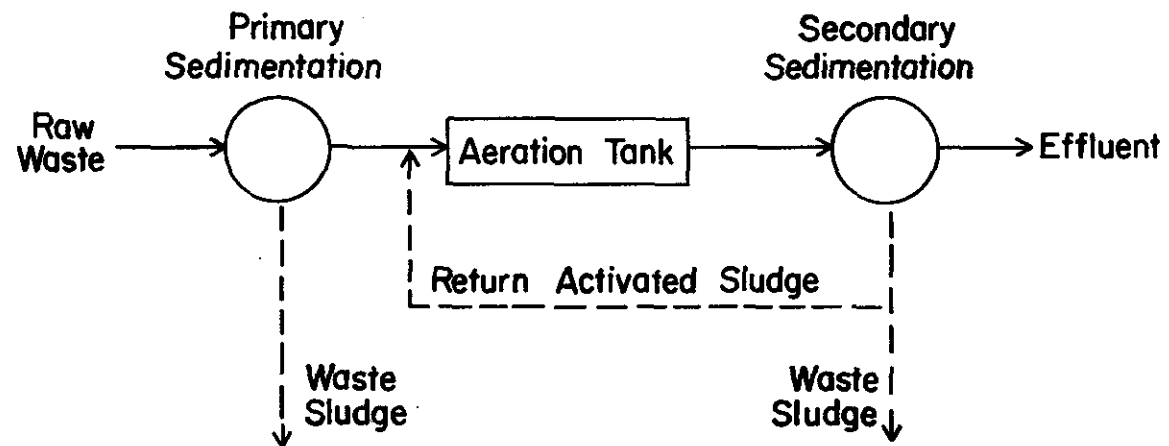 Primary
Sedimentation
Secondary
Sedimentation
Raw
Waste
Aeration Tank
Effluent
Return Activated Sludge
Waste
Sludge
Waste
Sludge